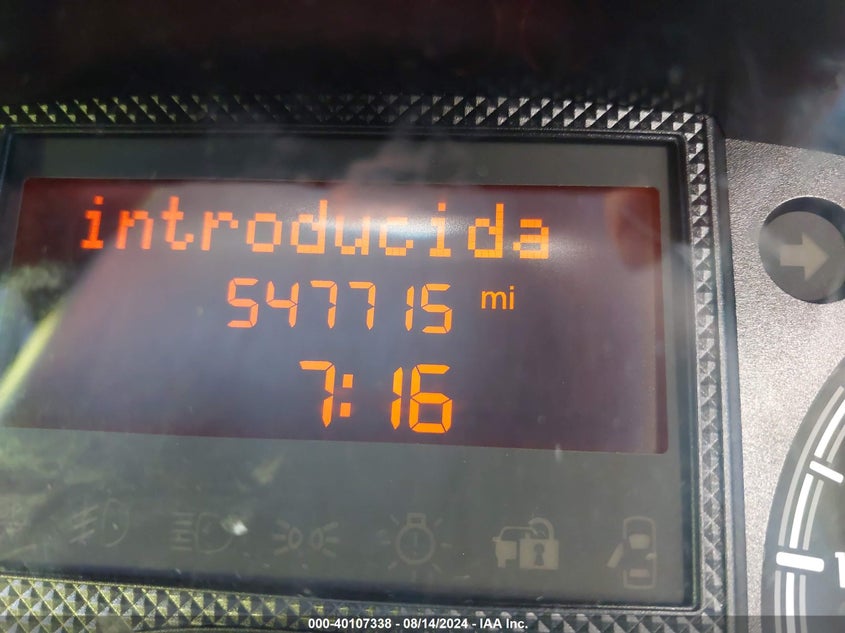 introducida
547715 mi
7:16
000-40107338 - 08/14/2024 - IAA Inc.